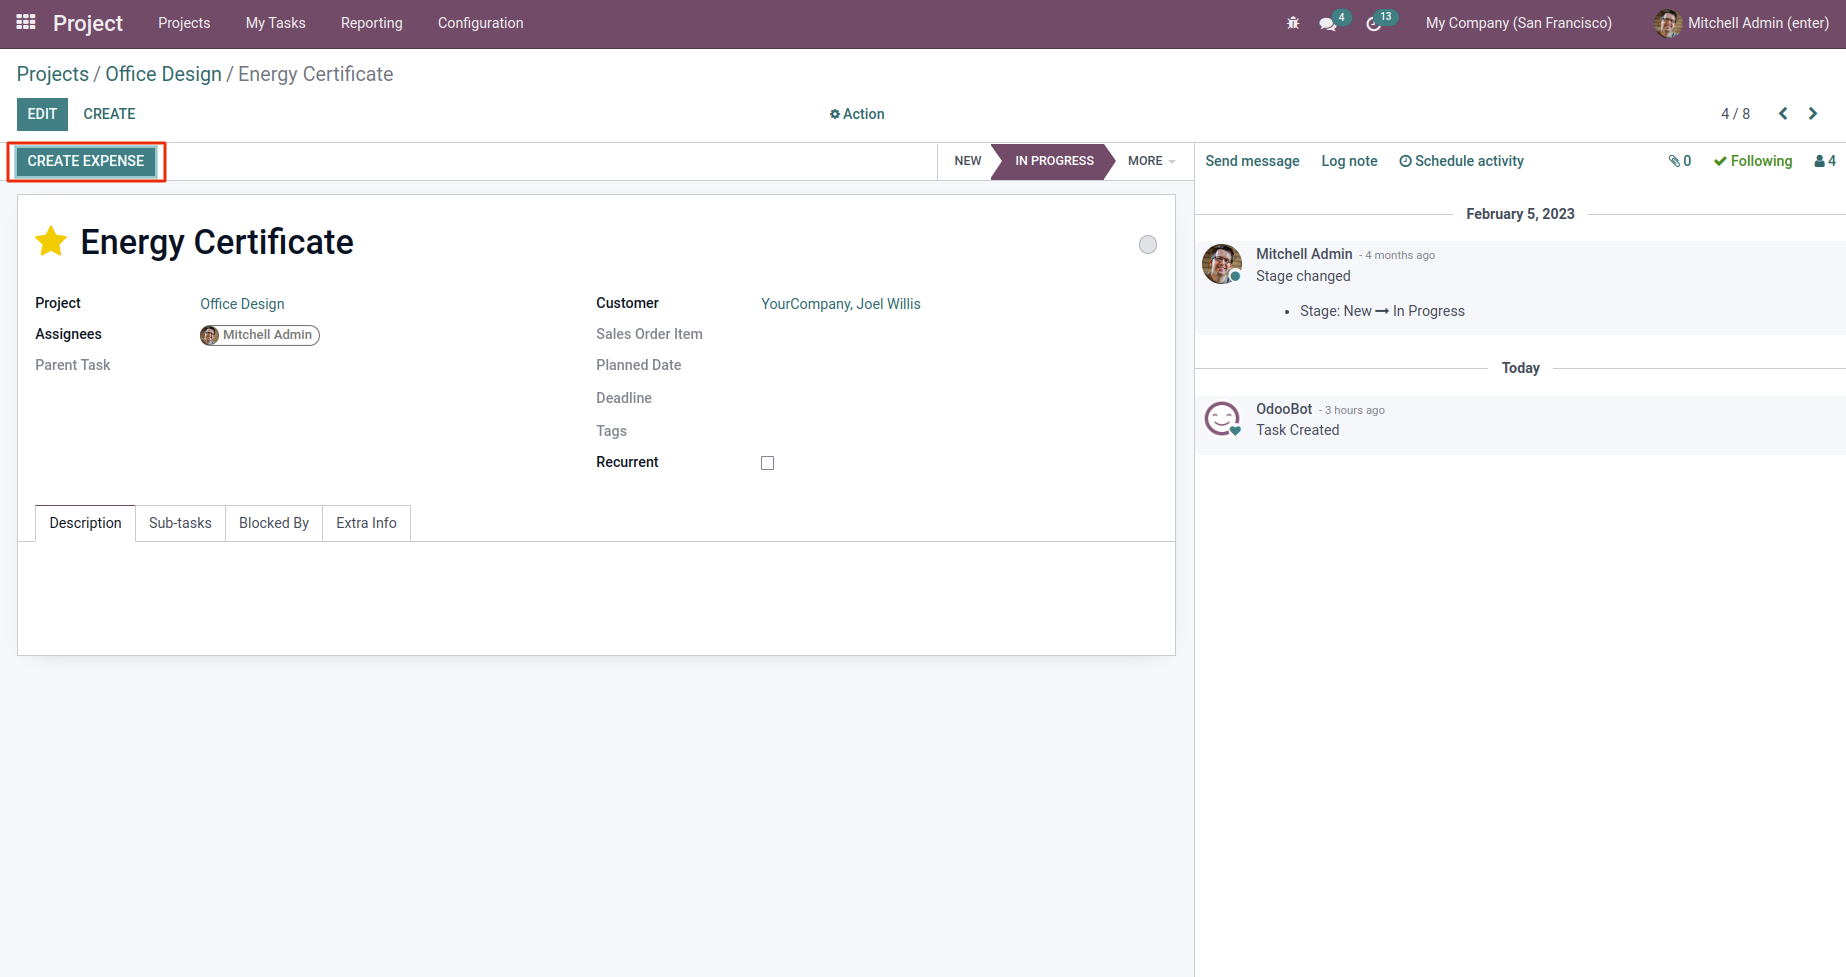 Project Projects My Tasks Reporting Configuration 4 13 My Company (San Francisco) Mitchell Admin (enter)
Projects / Office Design / Energy Certificate
EDIT CREATE Action 4 / 8
CREATE EXPENSE NEW IN PROGRESS MORE Send message Log note Schedule activity 0 Following 4
Energy Certificate
Project Office Design
Assignees Mitchell Admin
Parent Task
Customer YourCompany, Joel Willis
Sales Order Item
Planned Date
Deadline
Tags
Recurrent
Description Sub-tasks Blocked By Extra Info
February 5, 2023
Mitchell Admin - 4 months ago
Stage changed
• Stage: New → In Progress
Today
OdooBot - 3 hours ago
Task Created